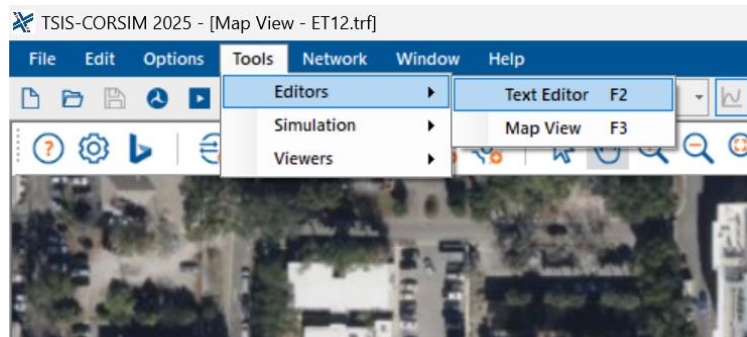 TSIS-CORSIM 2025 - [Map View - ET12.trf]
File Edit Options Tools Network Window Help
Editors
Text Editor F2
Simulation
Map View F3
Viewers